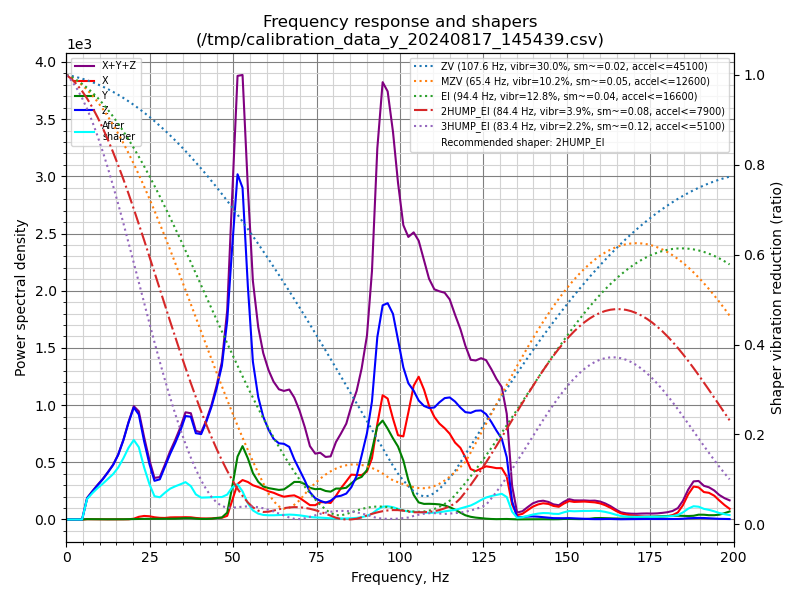 Frequency response and shapers
(/tmp/calibration_data_y_20240817_145439.csv)
1e3
X+Y+Z
X
Y
Z
After
shaper
ZV (107.6 Hz, vibr=30.0%, sm~=0.02, accel<=45100)
MZV (65.4 Hz, vibr=10.2%, sm~=0.05, accel<=12600)
EI (94.4 Hz, vibr=12.8%, sm~=0.04, accel<=16600)
2HUMP_EI (84.4 Hz, vibr=3.9%, sm~=0.08, accel<=7900)
3HUMP_EI (83.4 Hz, vibr=2.2%, sm~=0.12, accel<=5100)
Recommended shaper: 2HUMP_EI
4.0
3.5
3.0
2.5
2.0
1.5
1.0
0.5
0.0
Power spectral density
1.0
0.8
0.6
0.4
0.2
0.0
Shaper vibration reduction (ratio)
0 25 50 75 100 125 150 175 200
Frequency, Hz